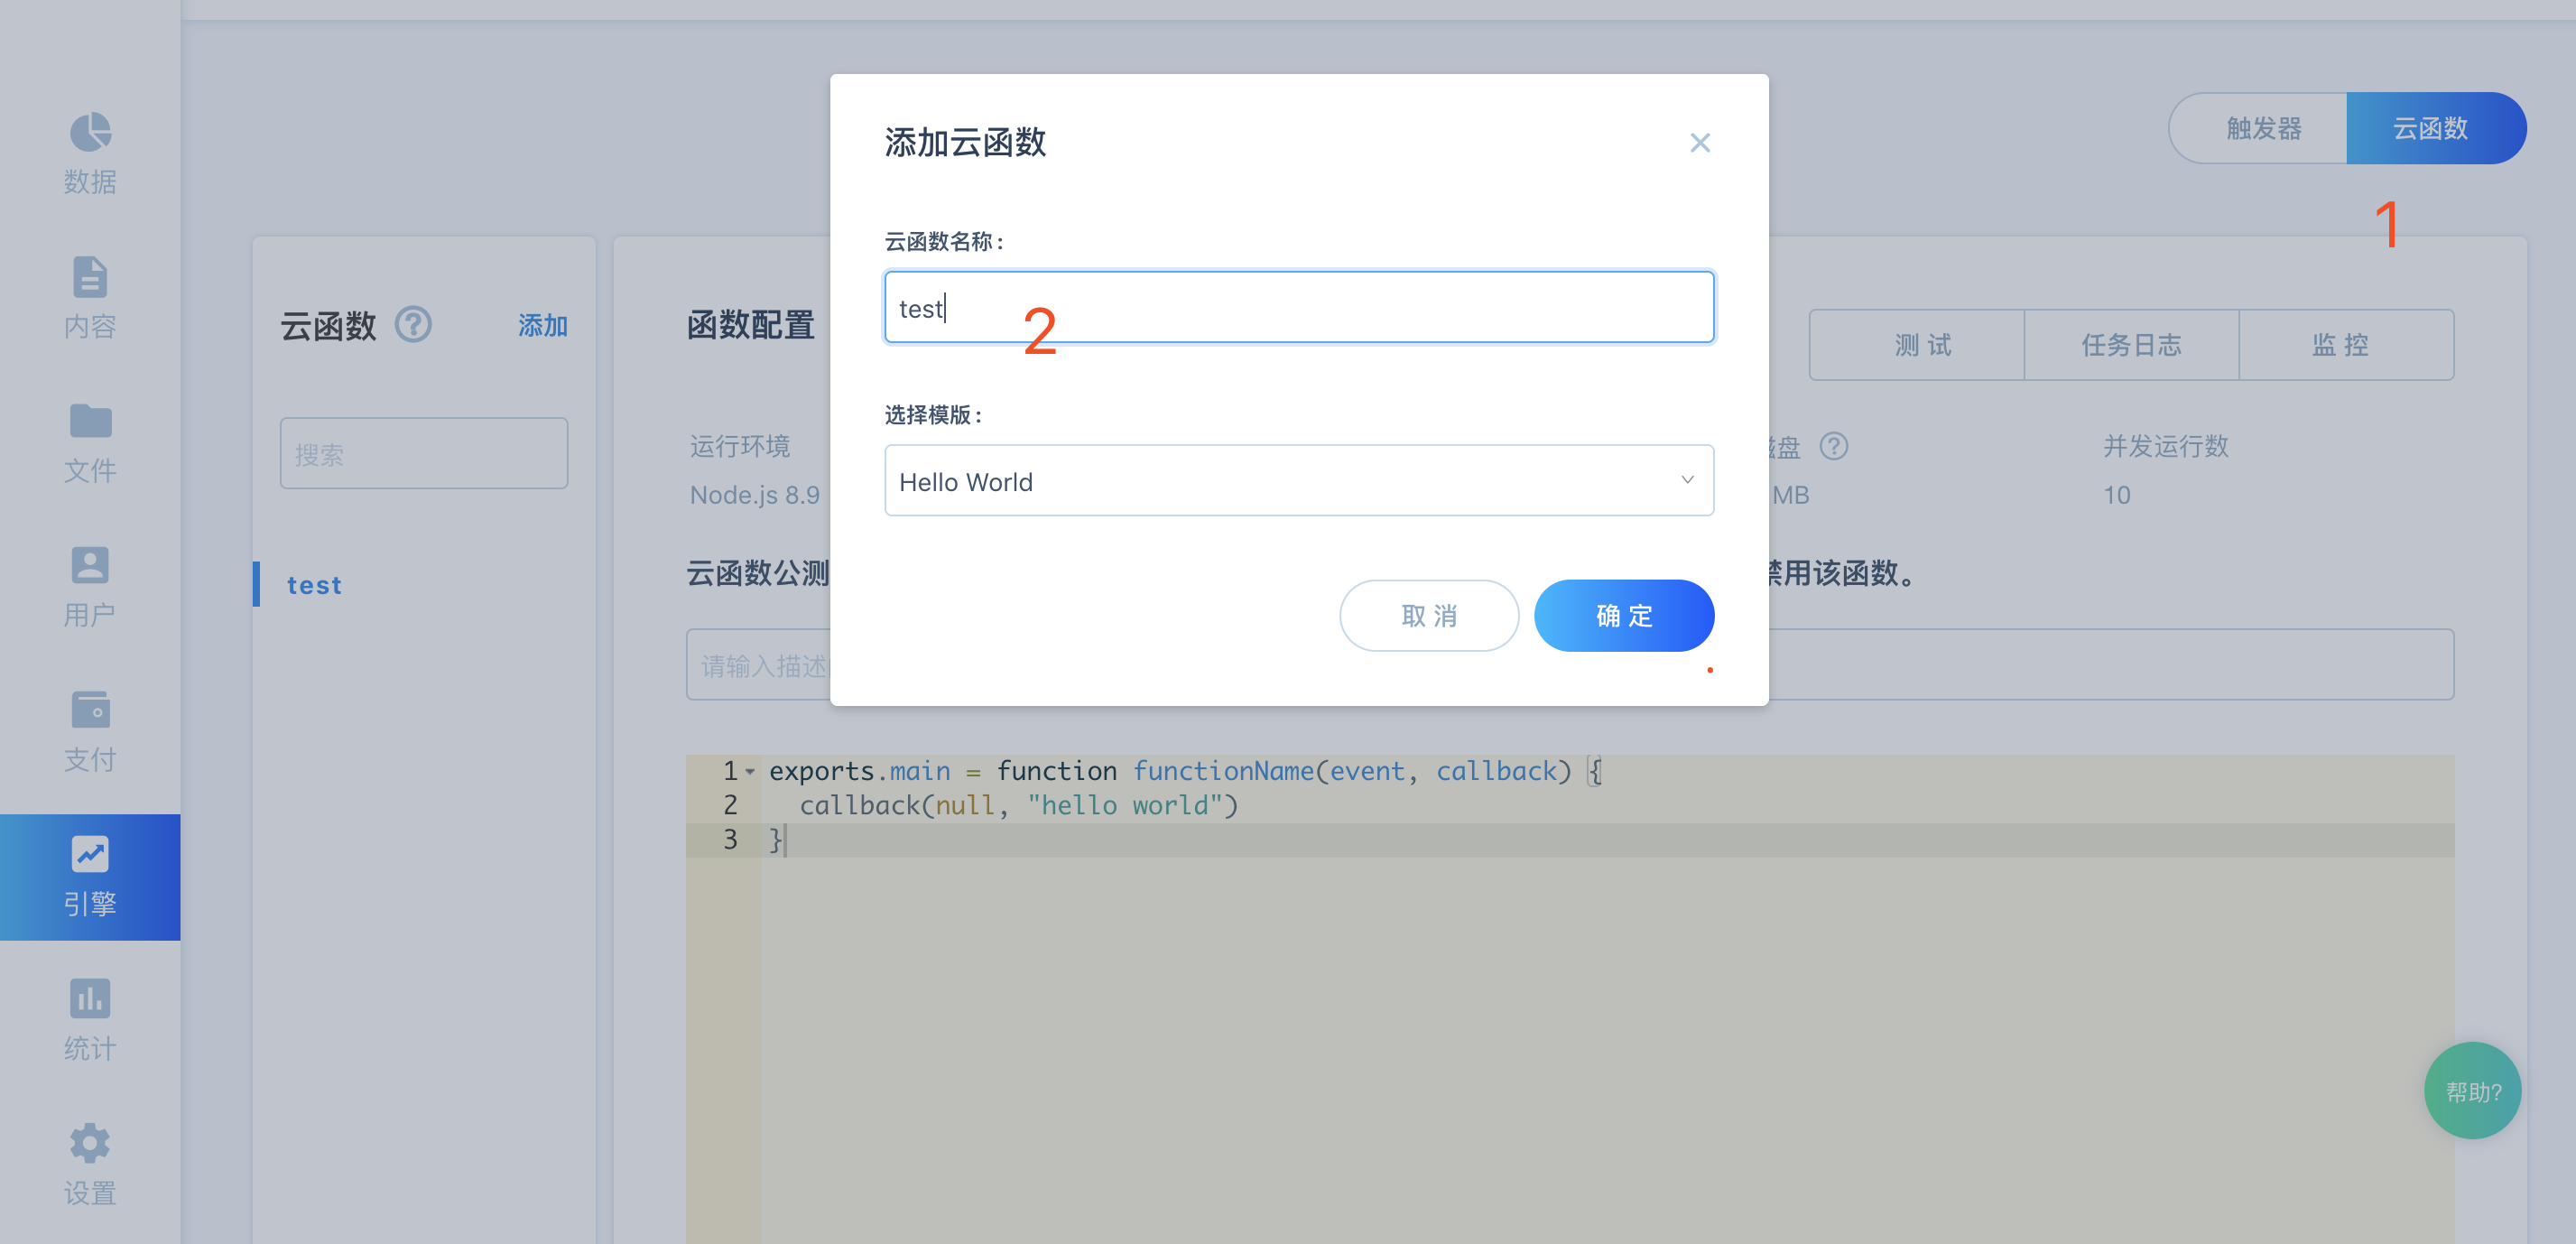 数据
内容
文件
用户
支付
引擎
统计
设置
触发器
云函数
1
云函数
添加
搜索
test
函数配置
测 试
任务日志
监 控
运行环境
Node.js 8.9
盘
MB
并发运行数
10
云函数公测
用该函数。
请输入描述
添加云函数
云函数名称：
test
2
选择模版：
Hello World
取 消
确 定
1 exports.main = function functionName(event, callback) {
2 callback(null, "hello world")
3 }
帮助?